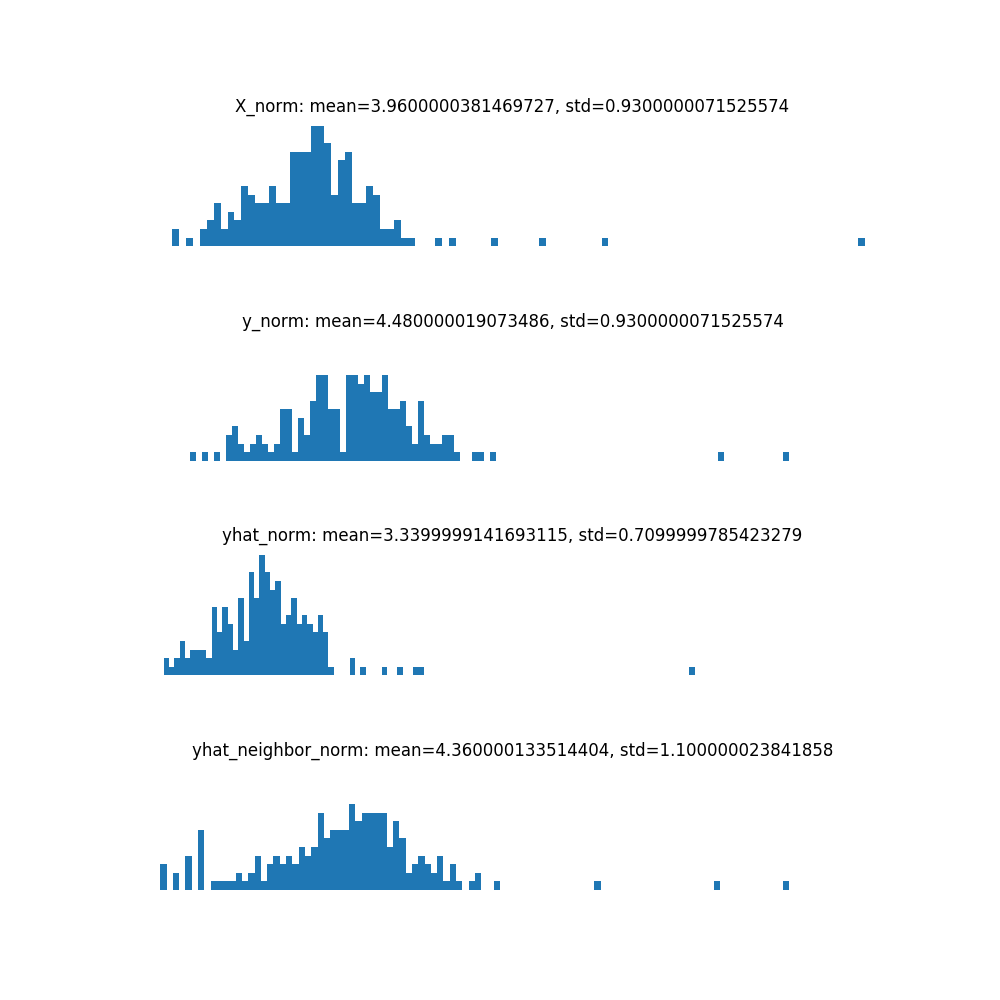 X_norm: mean=3.9600000381469727, std=0.9300000071525574
y_norm: mean=4.480000019073486, std=0.9300000071525574
yhat_norm: mean=3.3399999141693115, std=0.7099999785423279
yhat_neighbor_norm: mean=4.360000133514404, std=1.100000023841858